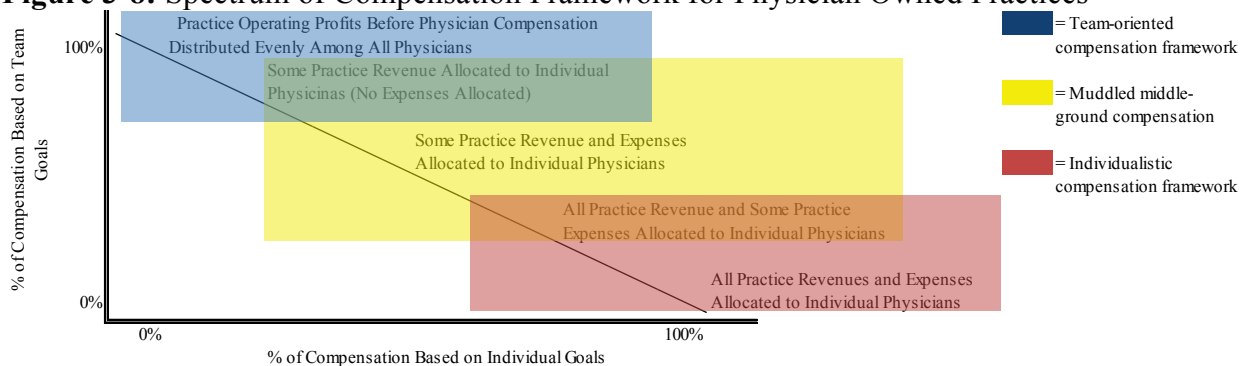 Figure 3-8: Spectrum of Compensation Framework for Physician Owned Practices
% of Compensation Based on Team
Goals
100%
0%
Practice Operating Profits Before Physician Compensation
Distributed Evenly Among All Physicians
Some Practice Revenue Allocated to Individual
Physicinas (No Expenses Allocated)
Some Practice Revenue and Expenses
Allocated to Individual Physicians
All Practice Revenue and Some Practice
Expenses Allocated to Individual Physicians
All Practice Revenues and Expenses
Allocated to Individual Physicians
0%
100%
% of Compensation Based on Individual Goals
= Team-oriented
compensation framework
= Muddled middle-
ground compensation
= Individualistic
compensation framework